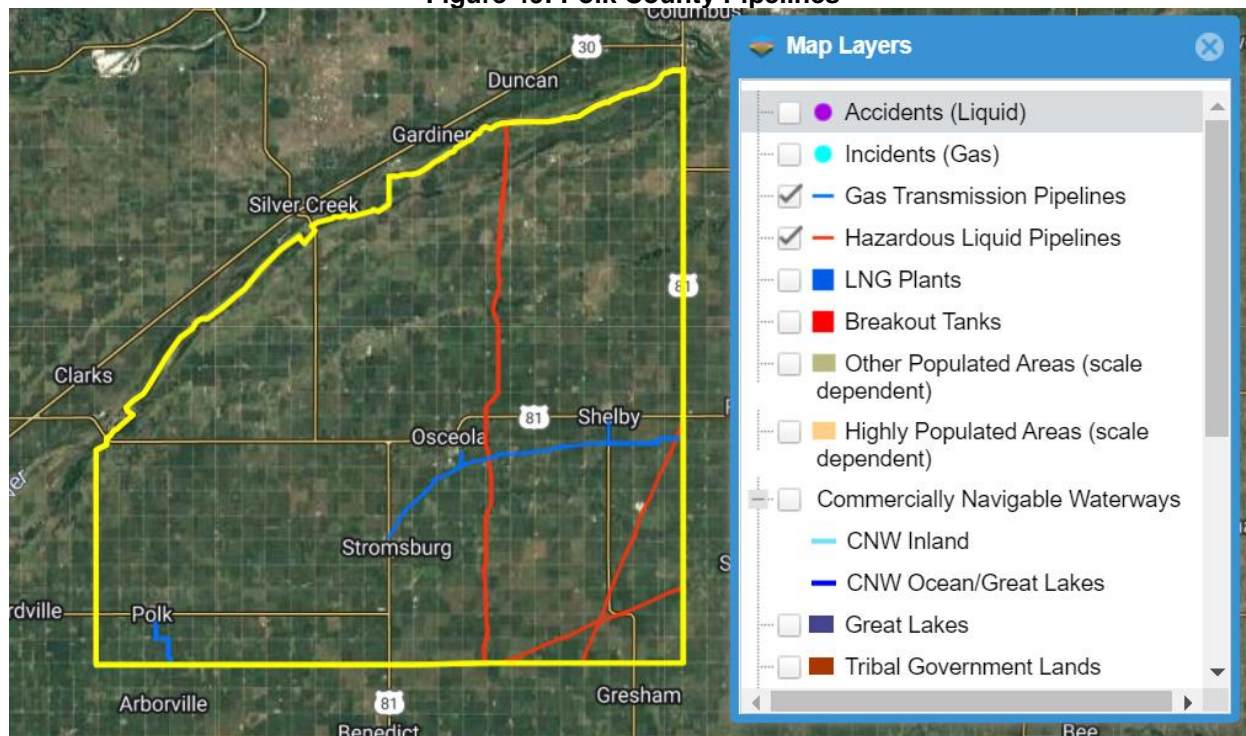 Columbus
30
Duncan
Gardiner
Silver Creek
81
Clarks
81
Shelby
Osceola
Stromsburg
Polk
Arborville
81
Gresham
Benedict
Bee
Map Layers
Accidents (Liquid)
Incidents (Gas)
Gas Transmission Pipelines
Hazardous Liquid Pipelines
LNG Plants
Breakout Tanks
Other Populated Areas (scale
dependent)
Highly Populated Areas (scale
dependent)
Commercially Navigable Waterways
CNW Inland
CNW Ocean/Great Lakes
Great Lakes
Tribal Government Lands